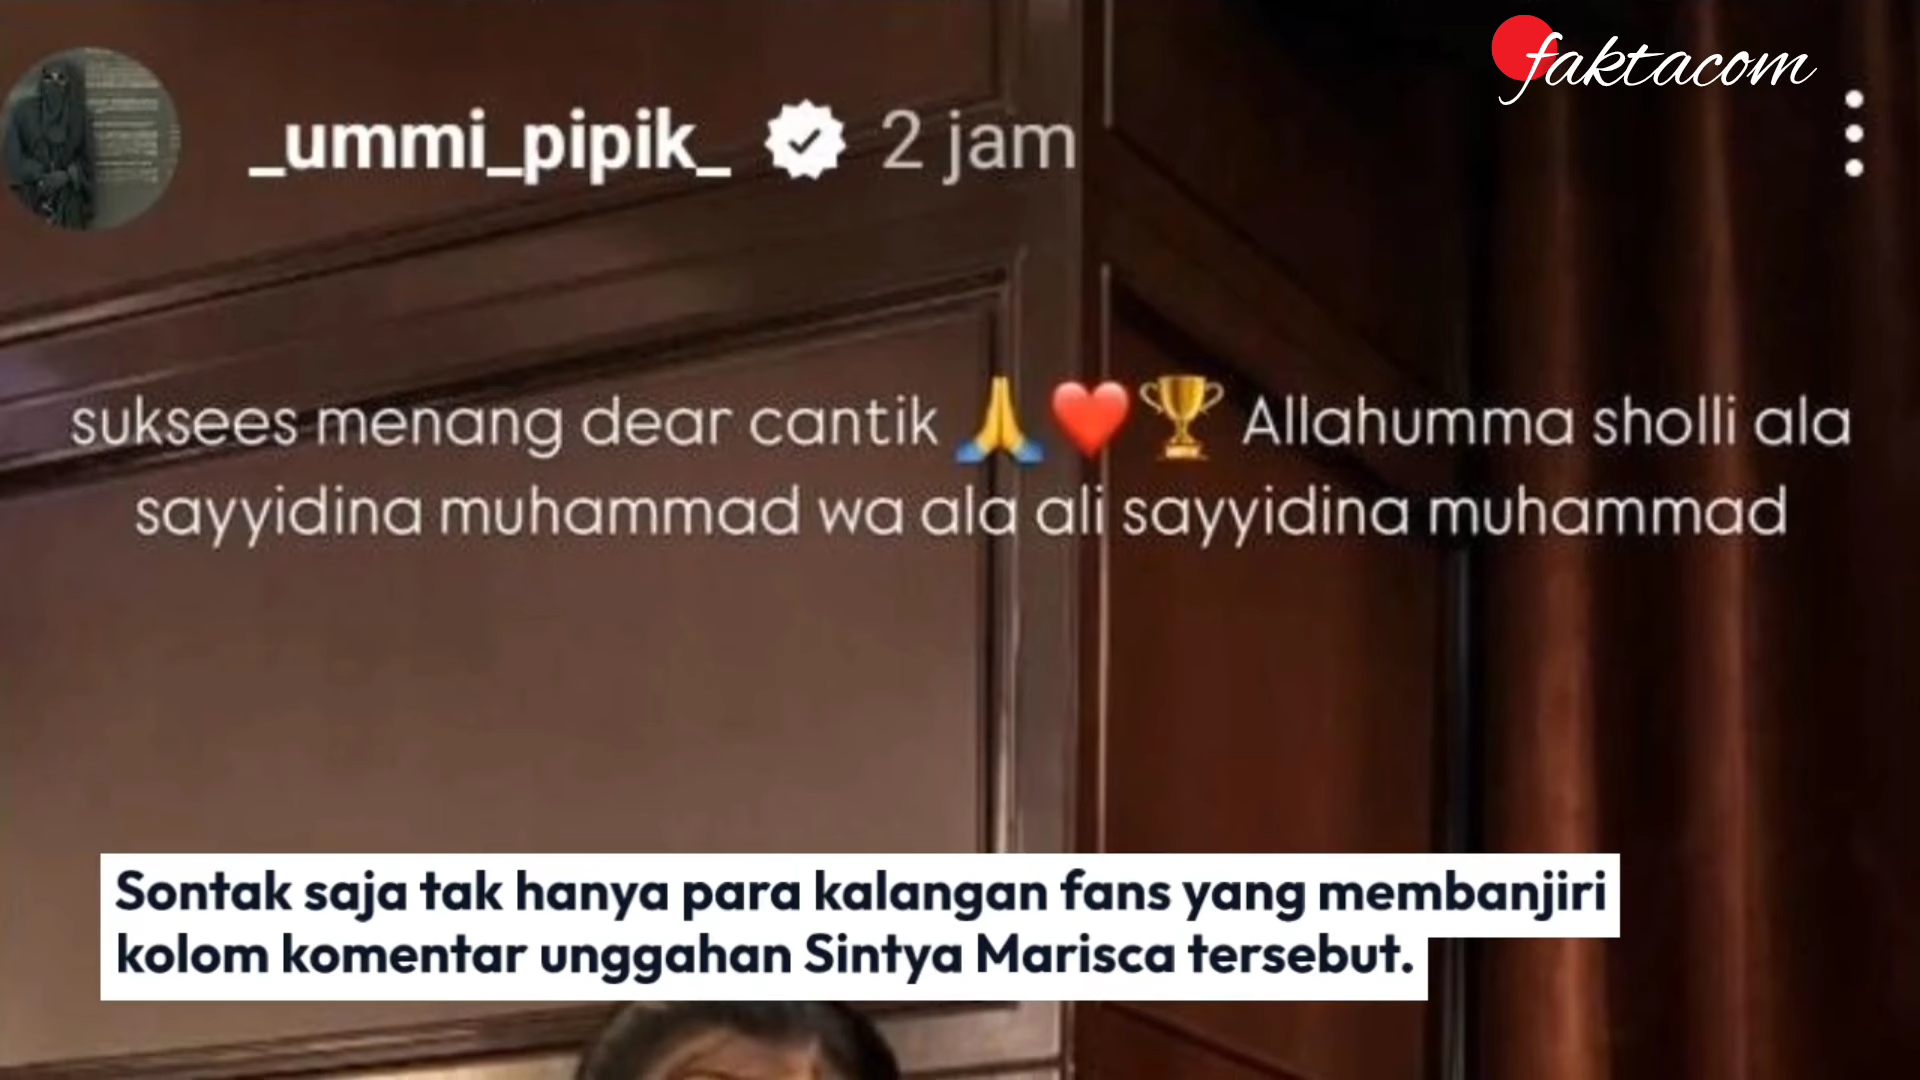 faktacom
_ummi_pipik_ 2 jam
suksees menang dear cantik 🙏❤️🏆 Allahumma sholli ala
sayyidina muhammad wa ala ali sayyidina muhammad
Sontak saja tak hanya para kalangan fans yang membanjiri
kolom komentar unggahan Sintya Marisca tersebut.